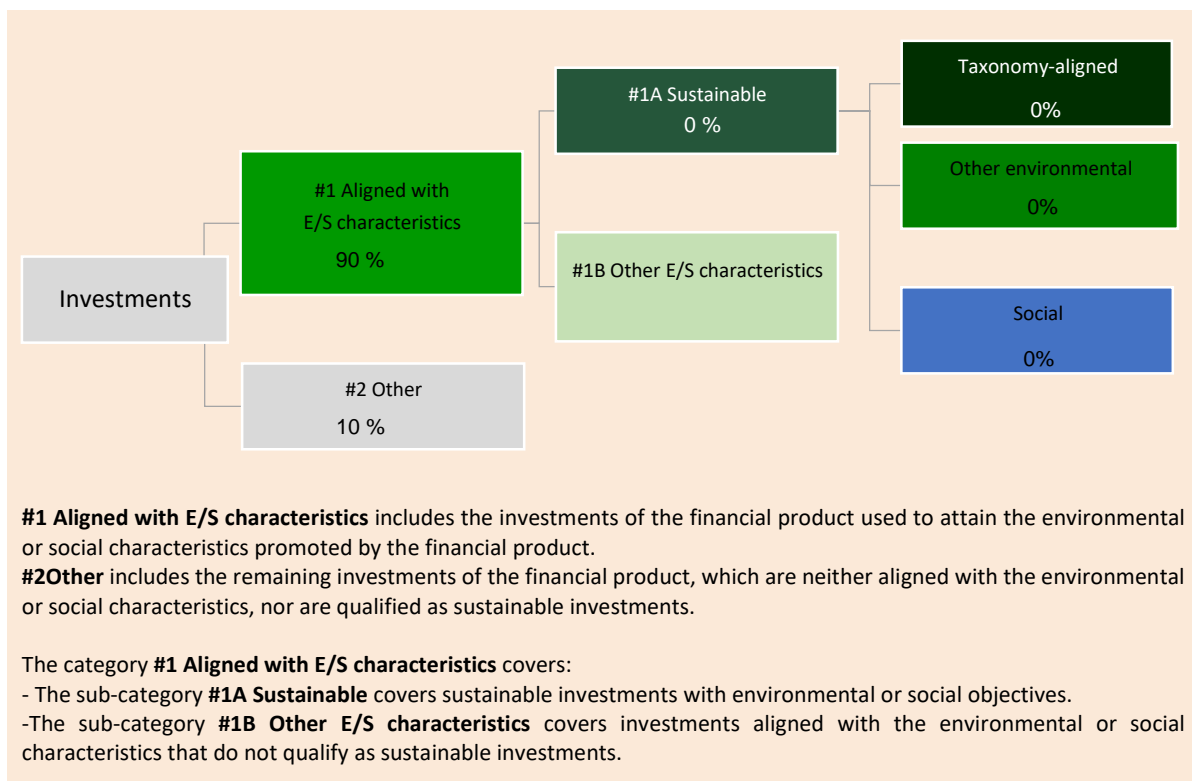 Taxonomy-aligned
0%
#1A Sustainable
0 %
Other environmental
0%
#1 Aligned with
E/S characteristics
90 %
#1B Other E/S characteristics
Investments
Social
0%
#2 Other
10 %
#1 Aligned with E/S characteristics includes the investments of the financial product used to attain the environmental
or social characteristics promoted by the financial product.
#2Other includes the remaining investments of the financial product, which are neither aligned with the environmental
or social characteristics, nor are qualified as sustainable investments.
The category #1 Aligned with E/S characteristics covers:
- The sub-category #1A Sustainable covers sustainable investments with environmental or social objectives.
-The sub-category #1B Other E/S characteristics covers investments aligned with the environmental or social
characteristics that do not qualify as sustainable investments.